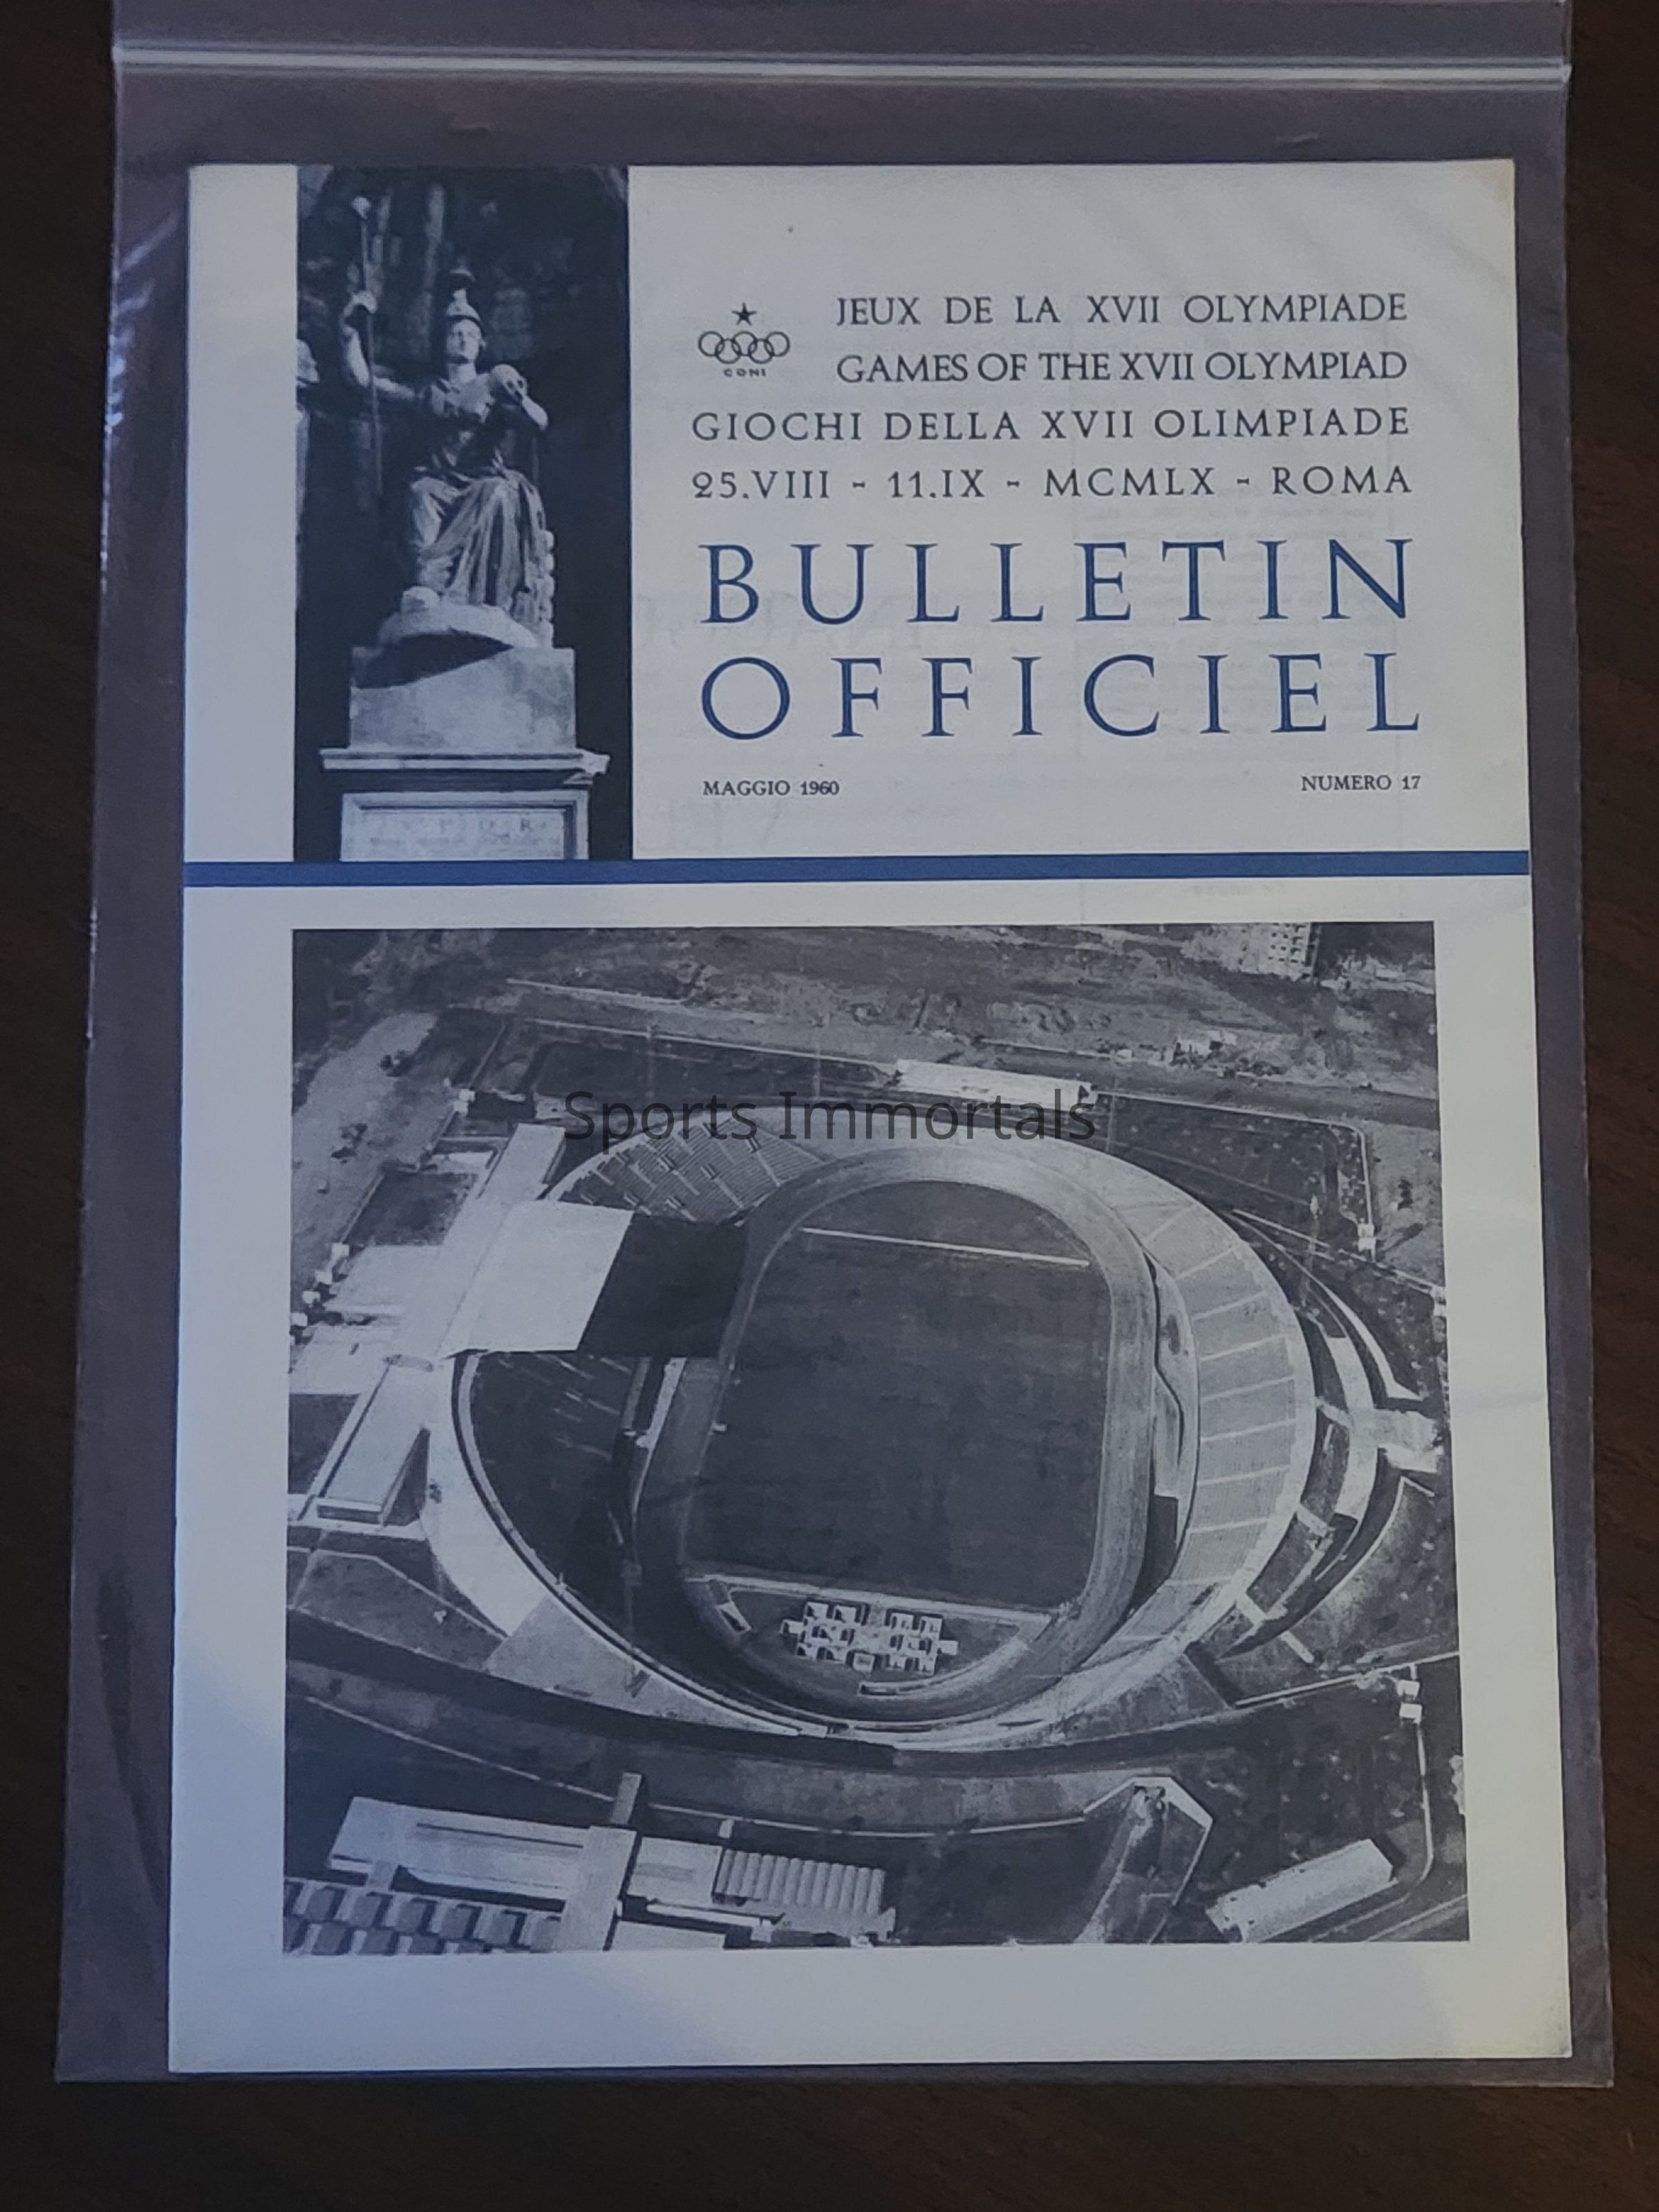 JEUX DE LA XVII OLYMPIADE
CONI
GAMES OF THE XVII OLYMPIAD
GIOCHI DELLA XVII OLIMPIADE
25.VIII - 11.IX - MCMLX - ROMA
BULLETIN
OFFICIEL
MAGGIO 1960
NUMERO 17
Sports Immortals